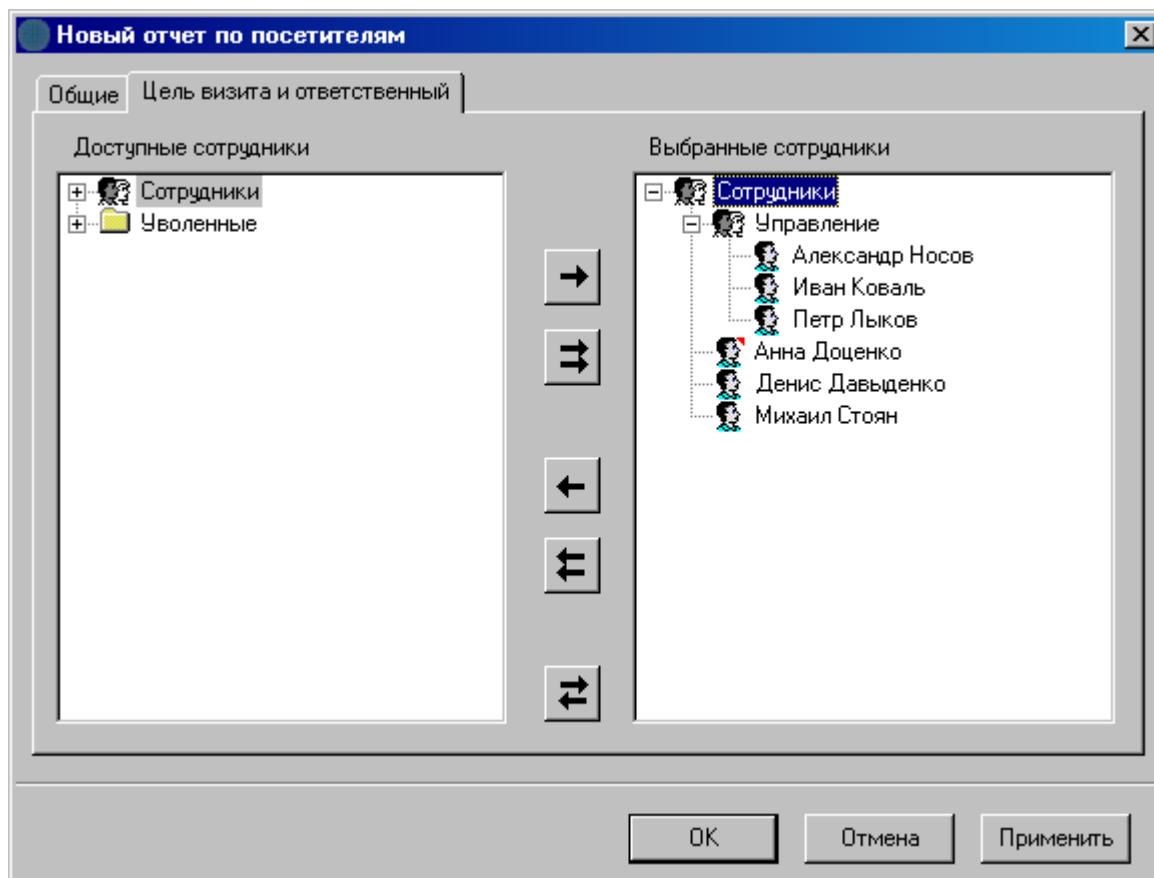 Новый отчет по посетителям
Общие
Цель визита и ответственный
Доступные сотрудники
Сотрудники
Уволенные
Выбранные сотрудники
Сотрудники
Управление
Александр Носов
Иван Коваль
Петр Лыков
Анна Доценко
Денис Давыденко
Михаил Стоян
OK
Отмена
Применить